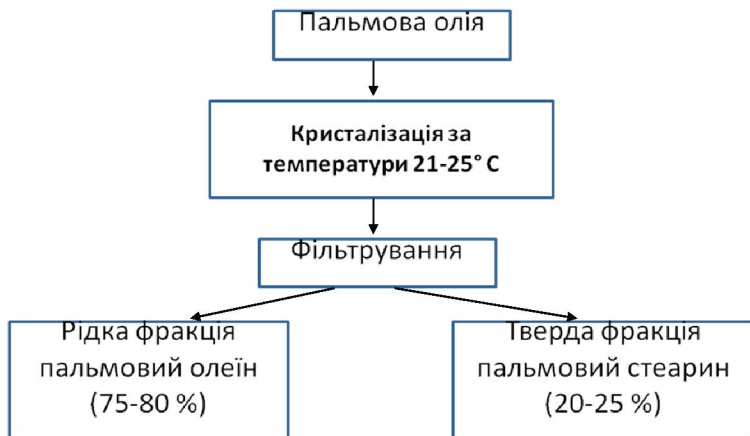 Пальмова олія
Кристалізація за
температури 21-25° С
Фільтрування
Рідка фракція
пальмовий олеїн
(75-80 %)
Тверда фракція
пальмовий стеарин
(20-25 %)